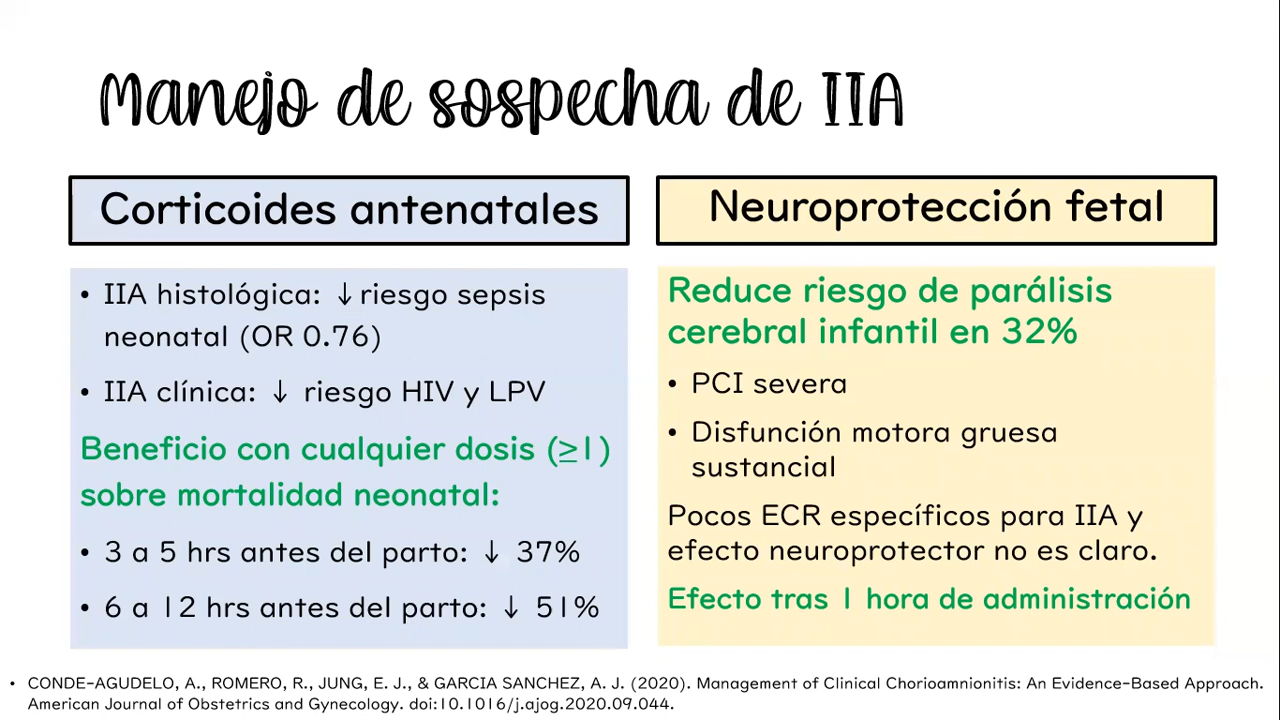 Manejo de sospecha de IIA
Corticoides antenatales
• IIA histológica: ↓riesgo sepsis
neonatal (OR 0.76)
• IIA clínica: ↓ riesgo HIV y LPV
Beneficio con cualquier dosis (≥1)
sobre mortalidad neonatal:
• 3 a 5 hrs antes del parto: ↓ 37%
• 6 a 12 hrs antes del parto: ↓ 51%
Neuroprotección fetal
Reduce riesgo de parálisis
cerebral infantil en 32%
• PCI severa
• Disfunción motora gruesa
sustancial
Pocos ECR específicos para IIA y
efecto neuroprotector no es claro.
Efecto tras 1 hora de administración
• CONDE-AGUDELO, A., ROMERO, R., JUNG, E. J., & GARCIA SANCHEZ, A. J. (2020). Management of Clinical Chorioamnionitis: An Evidence-Based Approach.
American Journal of Obstetrics and Gynecology. doi:10.1016/j.ajog.2020.09.044.